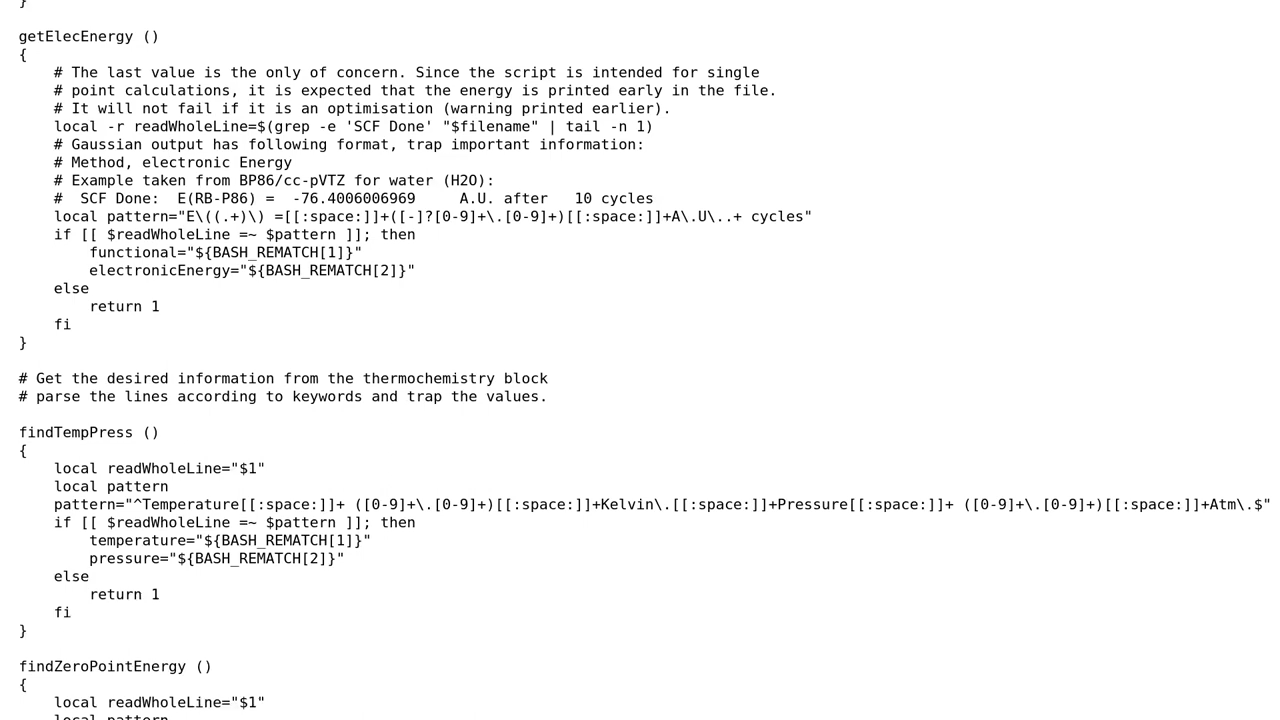 }
getElecEnergy ()
{
    # The last value is the only of concern. Since the script is intended for single
    # point calculations, it is expected that the energy is printed early in the file.
    # It will not fail if it is an optimisation (warning printed earlier).
    local -r readWholeLine=$(grep -e 'SCF Done' "$filename" | tail -n 1)
    # Gaussian output has following format, trap important information:
    # Method, electronic Energy
    # Example taken from BP86/cc-pVTZ for water (H2O):
    #  SCF Done:  E(RB-P86) =  -76.4006006969     A.U. after   10 cycles
    local pattern="E\((.+)\) =[[:space:]]+([-]?[0-9]+\.[0-9]+)[[:space:]]+A\.U\..+ cycles"
    if [[ $readWholeLine =~ $pattern ]]; then
        functional="${BASH_REMATCH[1]}"
        electronicEnergy="${BASH_REMATCH[2]}"
    else
        return 1
    fi
}
# Get the desired information from the thermochemistry block
# parse the lines according to keywords and trap the values.
findTempPress ()
{
    local readWholeLine="$1"
    local pattern
    pattern="^Temperature[[:space:]]+ ([0-9]+\.[0-9]+)[[:space:]]+Kelvin\.[[:space:]]+Pressure[[:space:]]+ ([0-9]+\.[0-9]+)[[:space:]]+Atm\.$"
    if [[ $readWholeLine =~ $pattern ]]; then
        temperature="${BASH_REMATCH[1]}"
        pressure="${BASH_REMATCH[2]}"
    else
        return 1
    fi
}
findZeroPointEnergy ()
{
    local readWholeLine="$1"
    local pattern